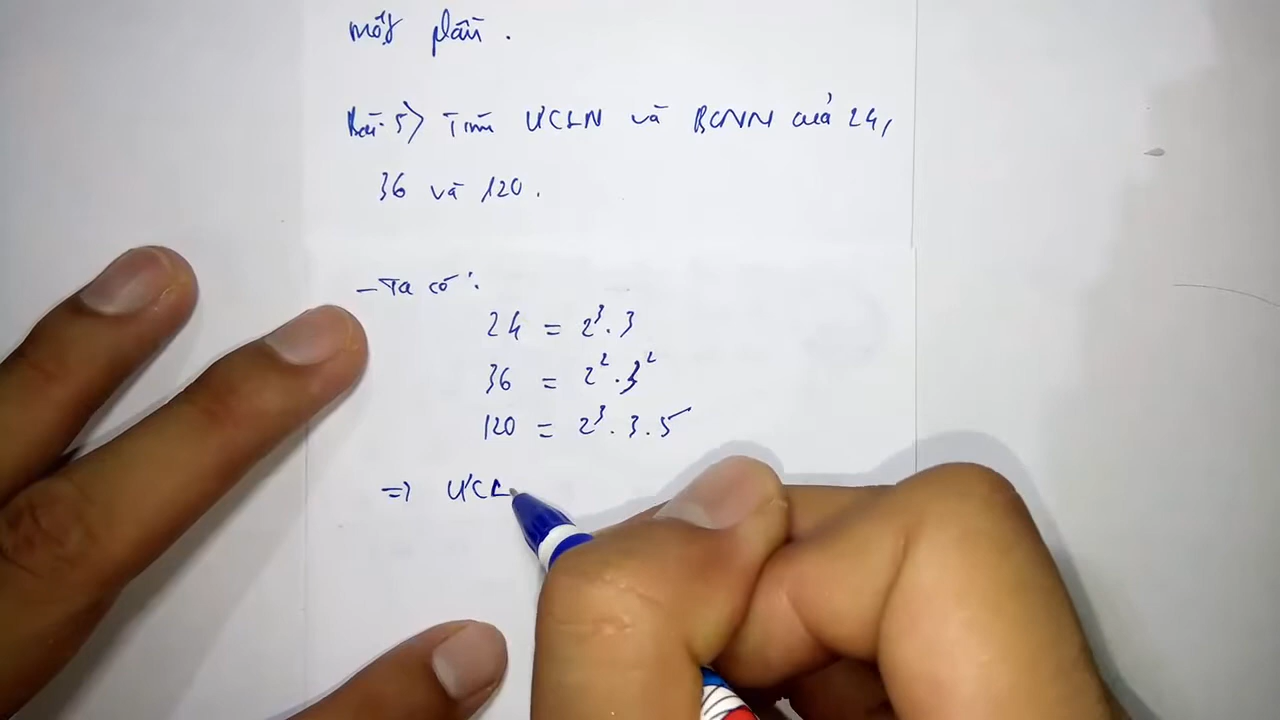 một phần.
Bài 5> Tìm ƯCLN và BCNN của 24,
36 và 120.
- Ta có:
24 = 2³.3
36 = 2².3²
120 = 2³.3.5
=> ƯCL